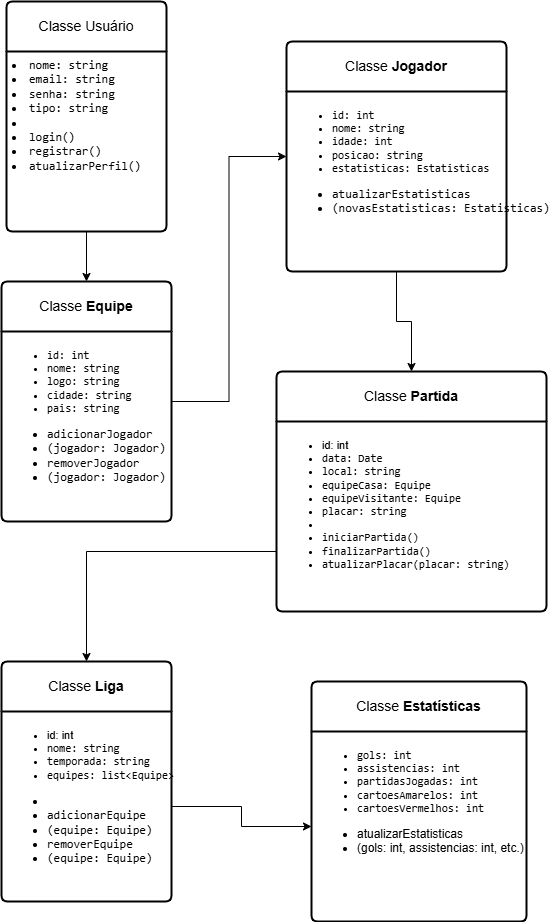 Classe Usuário
nome: string
email: string
senha: string
tipo: string
login()
registrar()
atualizarPerfil()
Classe Jogador
id: int
nome: string
idade: int
posicao: string
estatisticas: Estatisticas
atualizarEstatisticas
(novasEstatisticas: Estatisticas)
Classe Equipe
id: int
nome: string
logo: string
cidade: string
pais: string
adicionarJogador
(jogador: Jogador)
removerJogador
(jogador: Jogador)
Classe Partida
id: int
data: Date
local: string
equipeCasa: Equipe
equipeVisitante: Equipe
placar: string
iniciarPartida()
finalizarPartida()
atualizarPlacar(placar: string)
Classe Liga
id: int
nome: string
temporada: string
equipes: list<Equipe>
adicionarEquipe
(equipe: Equipe)
removerEquipe
(equipe: Equipe)
Classe Estatísticas
gols: int
assistencias: int
partidasJogadas: int
cartoesAmarelos: int
cartoesVermelhos: int
atualizarEstatisticas
(gols: int, assistencias: int, etc.)